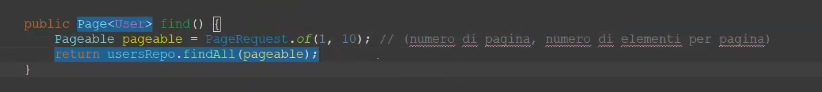 public Page<User> find() {
Pageable pageable = PageRequest.of(1, 10); // (numero di pagina, numero di elementi per pagina)
return usersRepo.findAll(pageable);
}